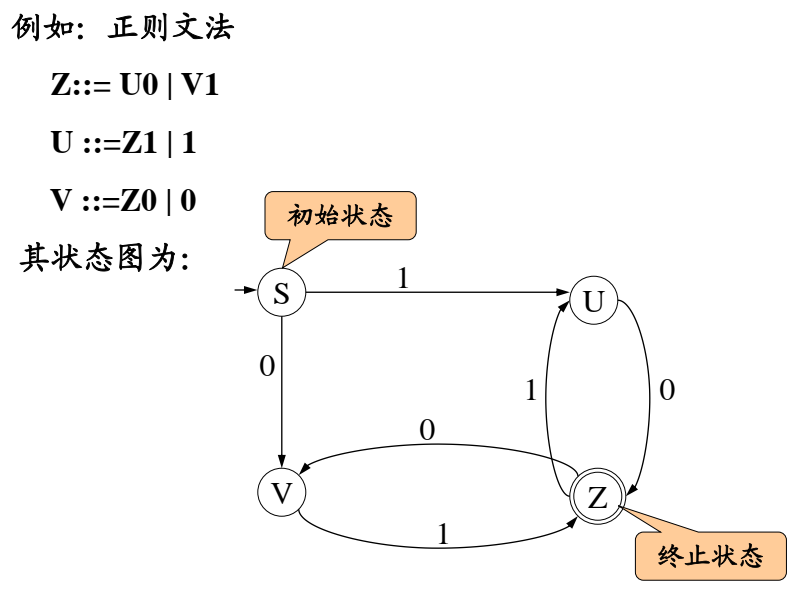 例如：正则文法
Z::= U0 | V1
U ::=Z1 | 1
V ::=Z0 | 0
初始状态
其状态图为：
S
1
U
0
1
0
0
V
1
Z
终止状态